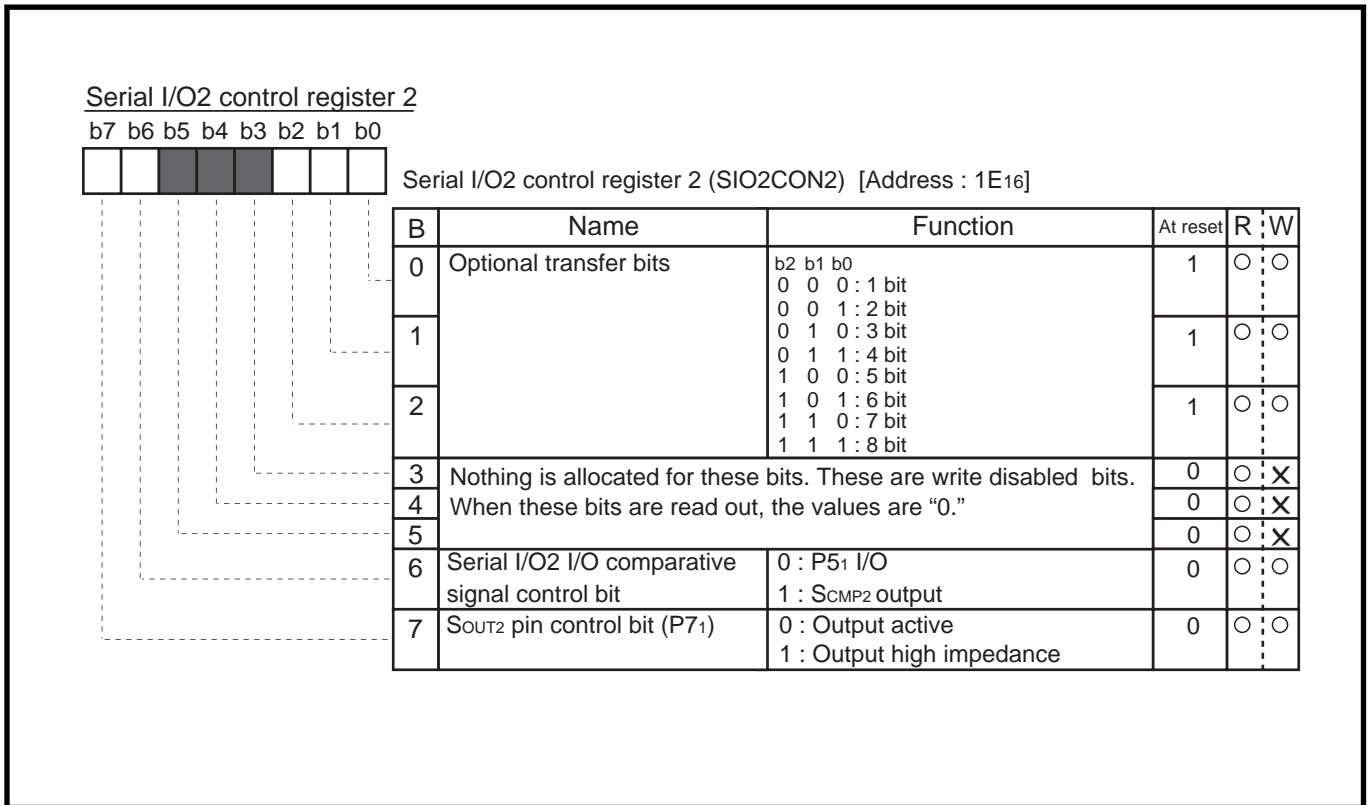 Serial I/O2 control register 2
b7 b6 b5 b4 b3 b2 b1 b0
Serial I/O2 control register 2 (SIO2CON2) [Address : 1E16]
B Name Function At reset R W
0 Optional transfer bits b2 b1 b0 1 ○ ○
0 0 0 : 1 bit
0 0 1 : 2 bit
1 0 1 0 : 3 bit 1 ○ ○
0 1 1 : 4 bit
1 0 0 : 5 bit
2 1 0 1 : 6 bit 1 ○ ○
1 1 0 : 7 bit
1 1 1 : 8 bit
3 Nothing is allocated for these bits. These are write disabled bits. 0 ○ ×
4 When these bits are read out, the values are “0.” 0 ○ ×
5 0 ○ ×
6 Serial I/O2 I/O comparative 0 : P51 I/O 0 ○ ○
signal control bit 1 : SCMP2 output
7 SOUT2 pin control bit (P71) 0 : Output active 0 ○ ○
1 : Output high impedance